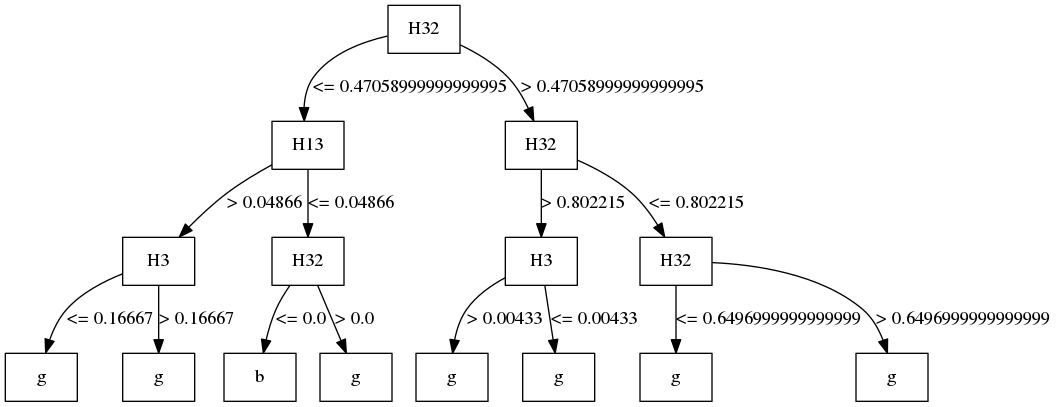 H32
<= 0.47058999999999995
> 0.47058999999999995
H13
H32
> 0.04866
<= 0.04866
> 0.802215
<= 0.802215
H3
H32
H3
H32
<= 0.16667
> 0.16667
<= 0.0
> 0.0
> 0.00433
<= 0.00433
<= 0.6496999999999999
> 0.6496999999999999
g
g
b
g
g
g
g
g